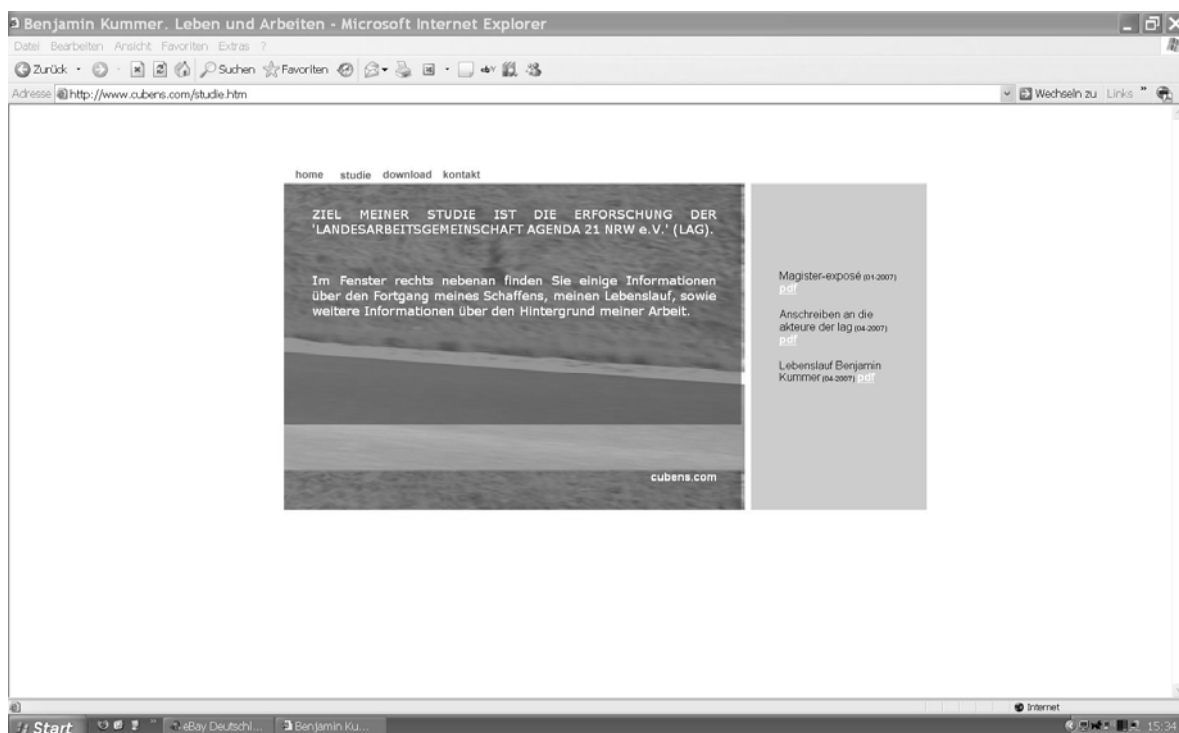 Benjamin Kummer. Leben und Arbeiten - Microsoft Internet Explorer
Datei Bearbeiten Ansicht Favoriten Extras ?
Zurück Suchen Favoriten
Adresse http://www.cubens.com/studie.htm Wechseln zu Links »
home studie download kontakt
ZIEL MEINER STUDIE IST DIE ERFORSCHUNG DER
'LANDESARBEITSGEMEINSCHAFT AGENDA 21 NRW e.V.' (LAG).
Im Fenster rechts nebenan finden Sie einige Informationen
über den Fortgang meines Schaffens, meinen Lebenslauf, sowie
weitere Informationen über den Hintergrund meiner Arbeit.
cubens.com
Magister-exposé (01-2007)
pdf
Anschreiben an die
akteure der lag (04-2007)
pdf
Lebenslauf Benjamin
Kummer (04-2007) pdf
Internet
Start eBay Deutschl... Benjamin Ku... 15:34